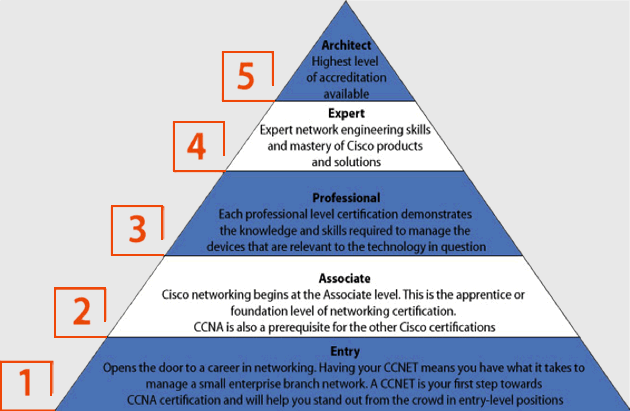 5
Architect
Highest level
of accreditation
available
4
Expert
Expert network engineering skills
and mastery of Cisco products
and solutions
3
Professional
Each professional level certification demonstrates
the knowledge and skills required to manage the
devices that are relevant to the technology in question
2
Associate
Cisco networking begins at the Associate level. This is the apprentice or
foundation level of networking certification.
CCNA is also a prerequisite for the other Cisco certifications
1
Entry
Opens the door to a career in networking. Having your CCNET means you have what it takes to
manage a small enterprise branch network. A CCNET is your first step towards
CCNA certification and will help you stand out from the crowd in entry-level positions